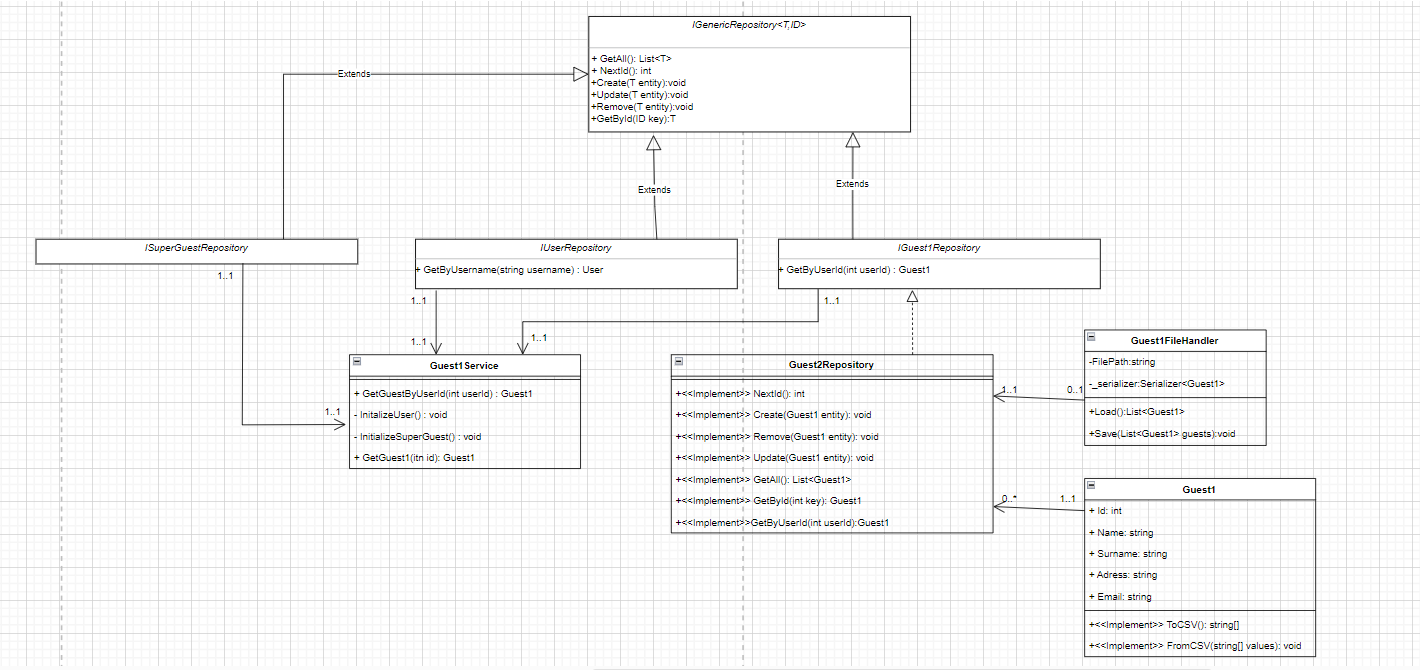 IGenericRepository<T,ID>
+ GetAll(): List<T>
+ NextId(): int
+Create(T entity):void
+Update(T entity):void
+Remove(T entity):void
+GetById(ID key):T
Extends
Extends
Extends
ISuperGuestRepository
IUserRepository
+ GetByUsername(string username) : User
IGuest1Repository
+ GetByUserId(int userId) : Guest1
1..1
1..1
1..1
1..1
1..1
1..1
Guest1Service
+ GetGuestByUserId(int userId) : Guest1
- InitalizeUser() : void
- InitializeSuperGuest() : void
+ GetGuest1(itn id): Guest1
Guest2Repository
+<<Implement>> NextId(): int
+<<Implement>> Create(Guest1 entity): void
+<<Implement>> Remove(Guest1 entity): void
+<<Implement>> Update(Guest1 entity): void
+<<Implement>> GetAll(): List<Guest1>
+<<Implement>> GetById(int key): Guest1
+<<Implement>>GetByUserId(int userId):Guest1
1..1
0..1
Guest1FileHandler
-FilePath:string
-_serializer:Serializer<Guest1>
+Load():List<Guest1>
+Save(List<Guest1> guests):void
0..*
1..1
Guest1
+ Id: int
+ Name: string
+ Surname: string
+ Adress: string
+ Email: string
+<<Implement>> ToCSV(): string[]
+<<Implement>> FromCSV(string[] values): void